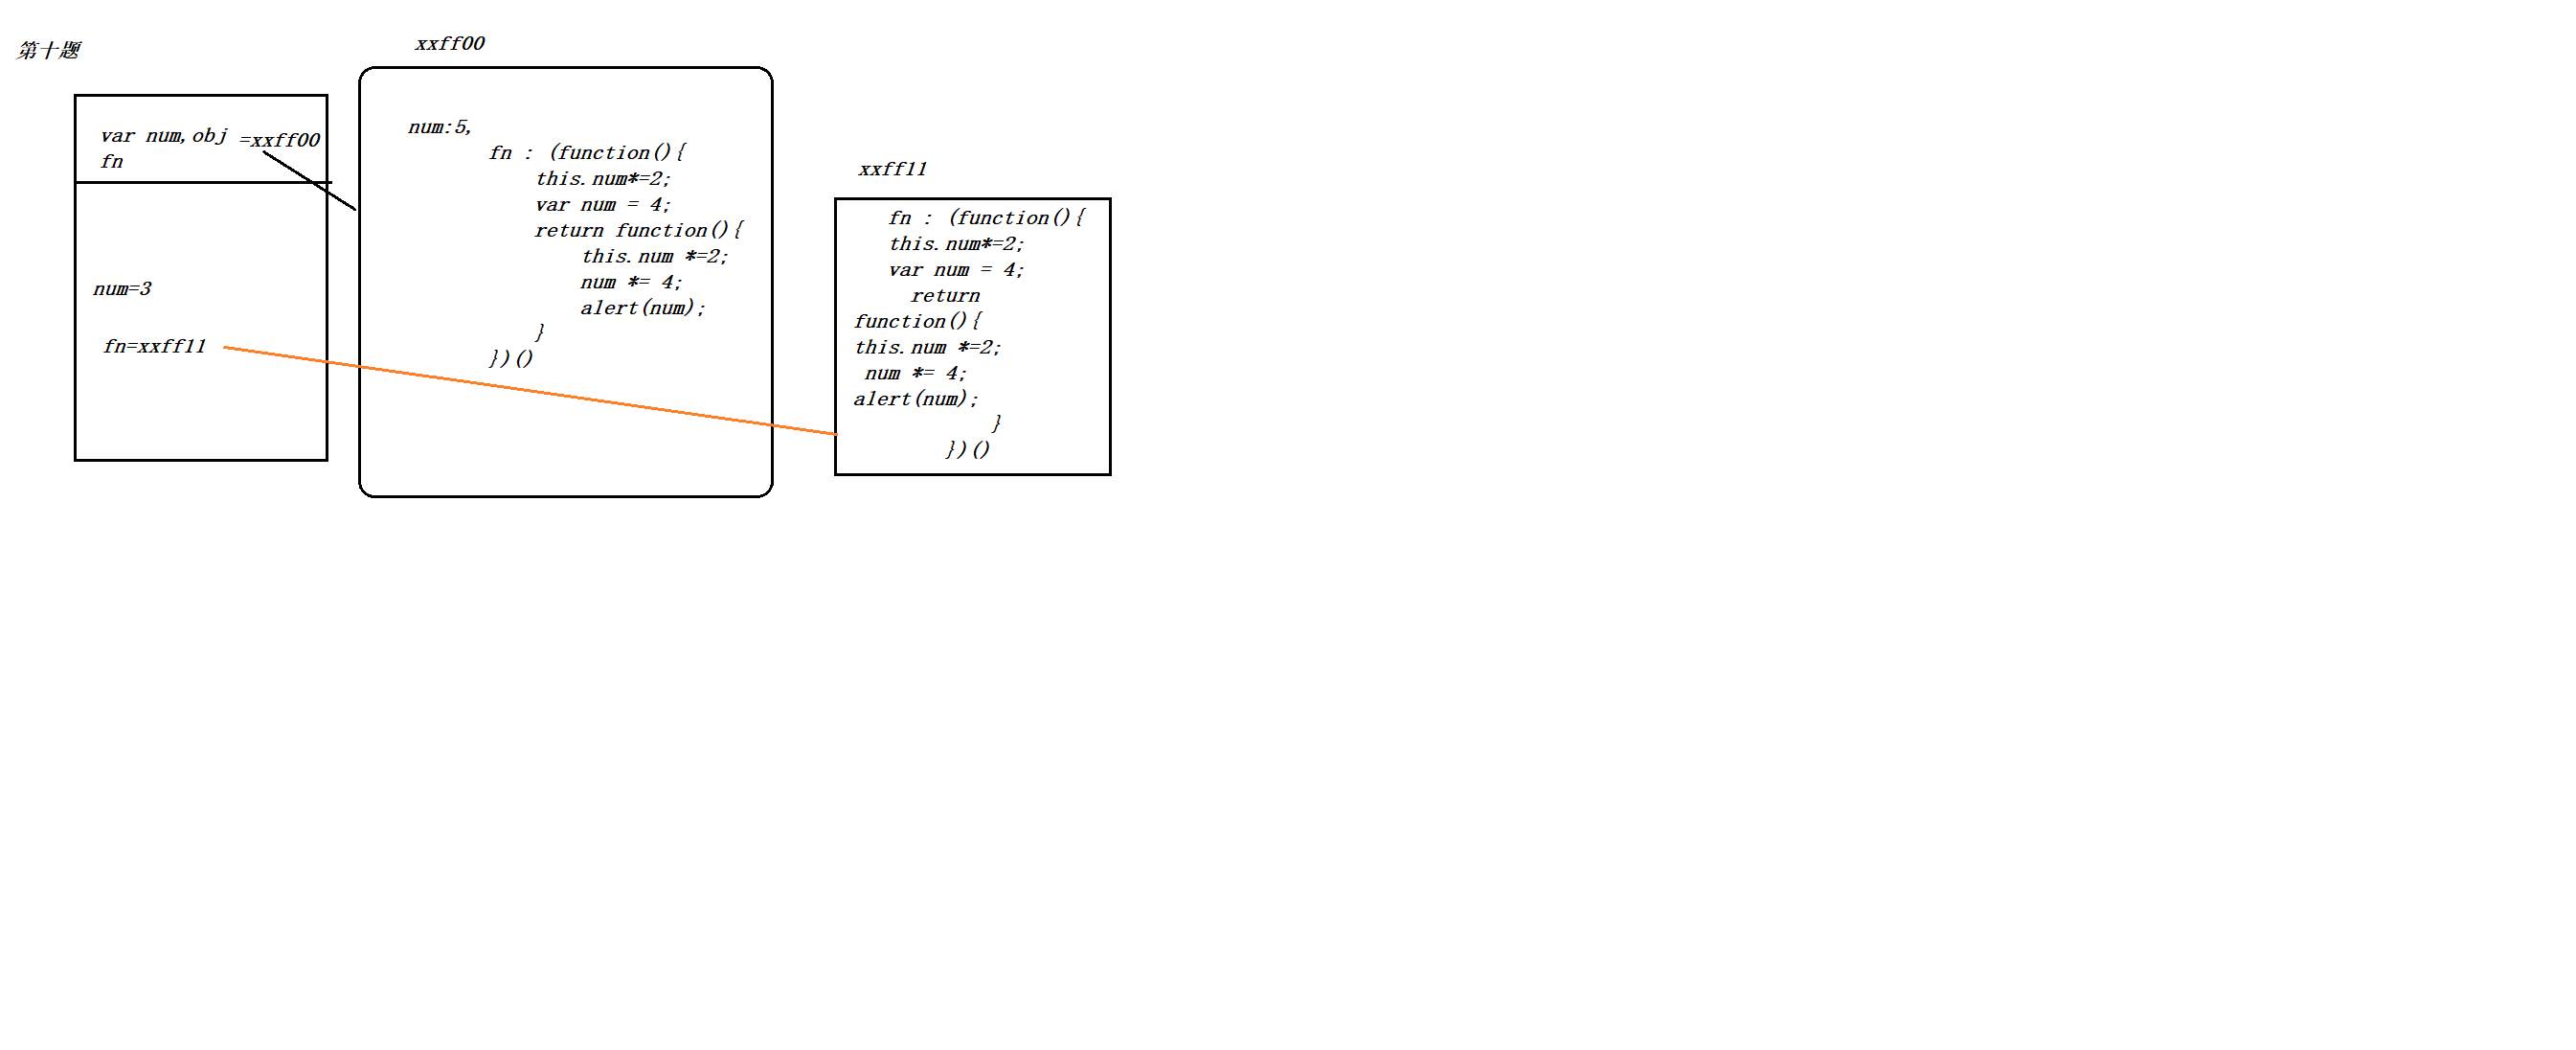 第十题
var num,obj =xxff00
fn
num=3
fn=xxff11
xxff00
num:5,
fn : (function(){
this.num*=2;
var num = 4;
return function(){
this.num *=2;
num *= 4;
alert(num);
}
})()
xxff11
fn : (function(){
this.num*=2;
var num = 4;
return
function(){
this.num *=2;
num *= 4;
alert(num);
}
})()